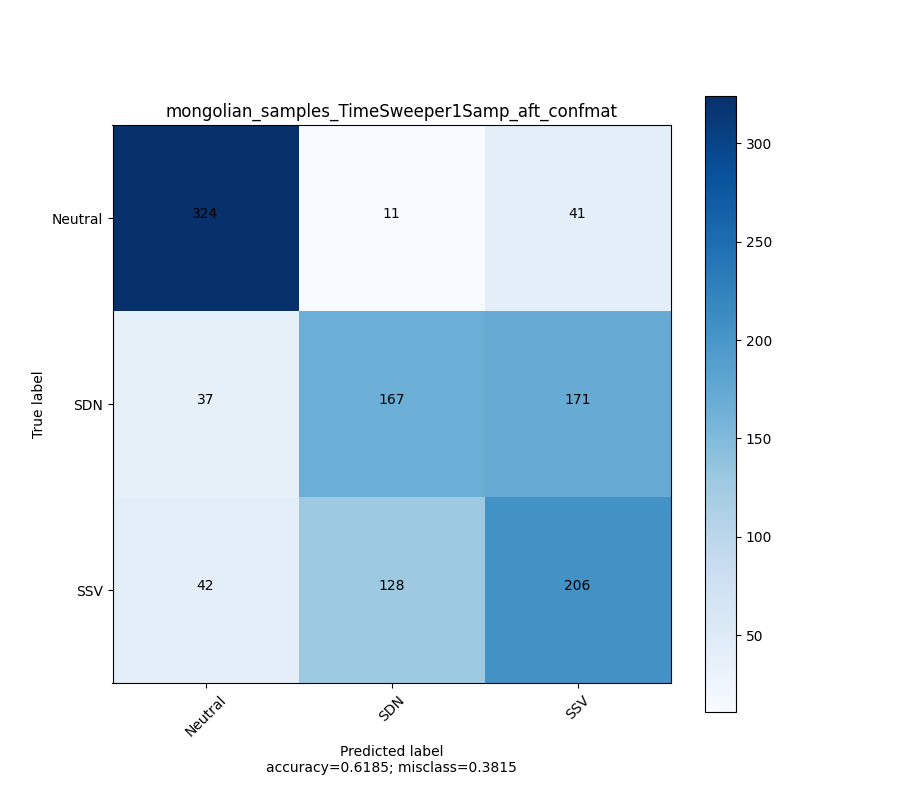 mongolian_samples_TimeSweeper1Samp_aft_confmat
True label
Neutral
324 11 41
SDN
37 167 171
SSV
42 128 206
Neutral SDN SSV
Predicted label
accuracy=0.6185; misclass=0.3815
300
250
200
150
100
50